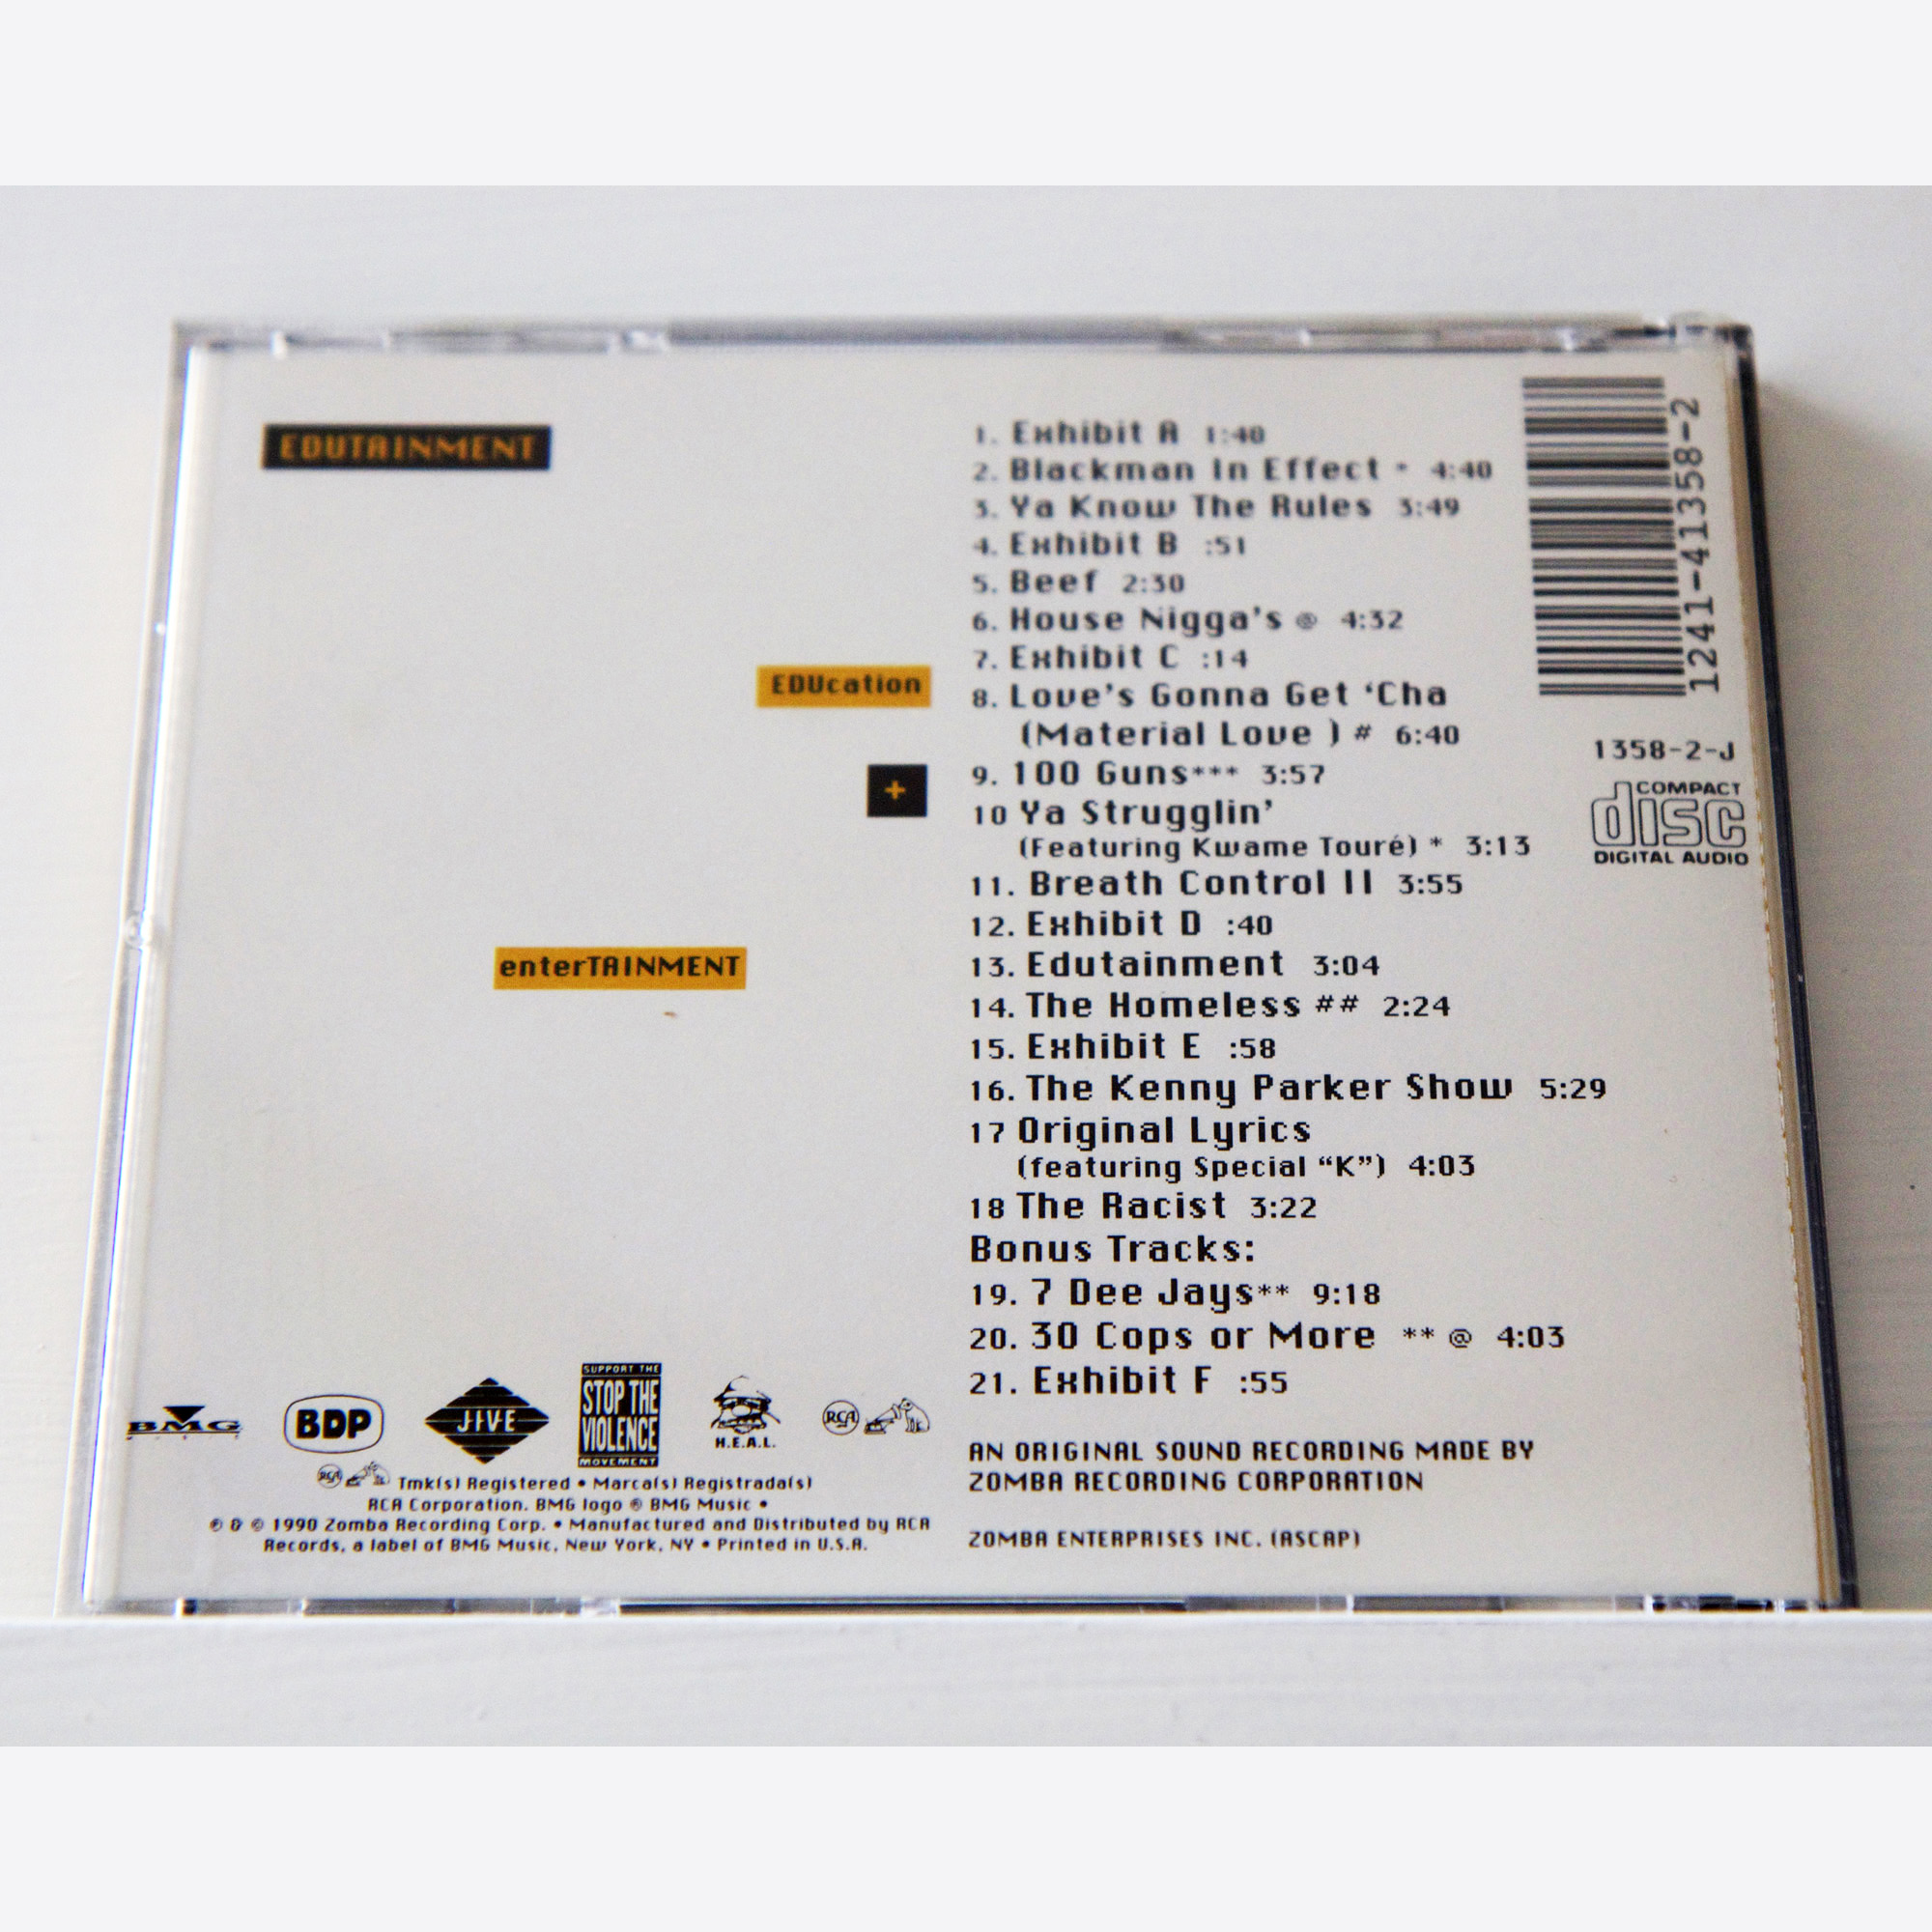 EDUTAINMENT
EDUcation
+
enterTAINMENT
1. Exhibit A 1:40
2. Blackman In Effect * 4:40
3. Ya Know The Rules 3:49
4. Exhibit B :51
5. Beef 2:30
6. House Nigga's @ 4:32
7. Exhibit C :14
8. Love's Gonna Get 'Cha
(Material Love ) # 6:40
9. 100 Guns*** 3:57
10 Ya Strugglin'
(Featuring Kwame Touré) * 3:13
11. Breath Control II 3:55
12. Exhibit D :40
13. Edutainment 3:04
14. The Homeless ## 2:24
15. Exhibit E :58
16. The Kenny Parker Show 5:29
17 Original Lyrics
(featuring Special “K”) 4:03
18 The Racist 3:22
Bonus Tracks:
19. 7 Dee Jays** 9:18
20. 30 Cops or More ** @ 4:03
21. Exhibit F :55
AN ORIGINAL SOUND RECORDING MADE BY
ZOMBA RECORDING CORPORATION
ZOMBA ENTERPRISES INC. (ASCAP)
1241-41358-2
1358-2-J
COMPACT
disc
DIGITAL AUDIO
BMG
BDP
JIVE
SUPPORT THE
STOP THE
VIOLENCE
MOVEMENT
H.E.A.L.
RCA
RCA Tmk(s) Registered • Marca(s) Registrada(s)
RCA Corporation. BMG logo ® BMG Music •
℗ & © 1990 Zomba Recording Corp. • Manufactured and Distributed by RCA
Records, a label of BMG Music, New York, NY • Printed in U.S.A.